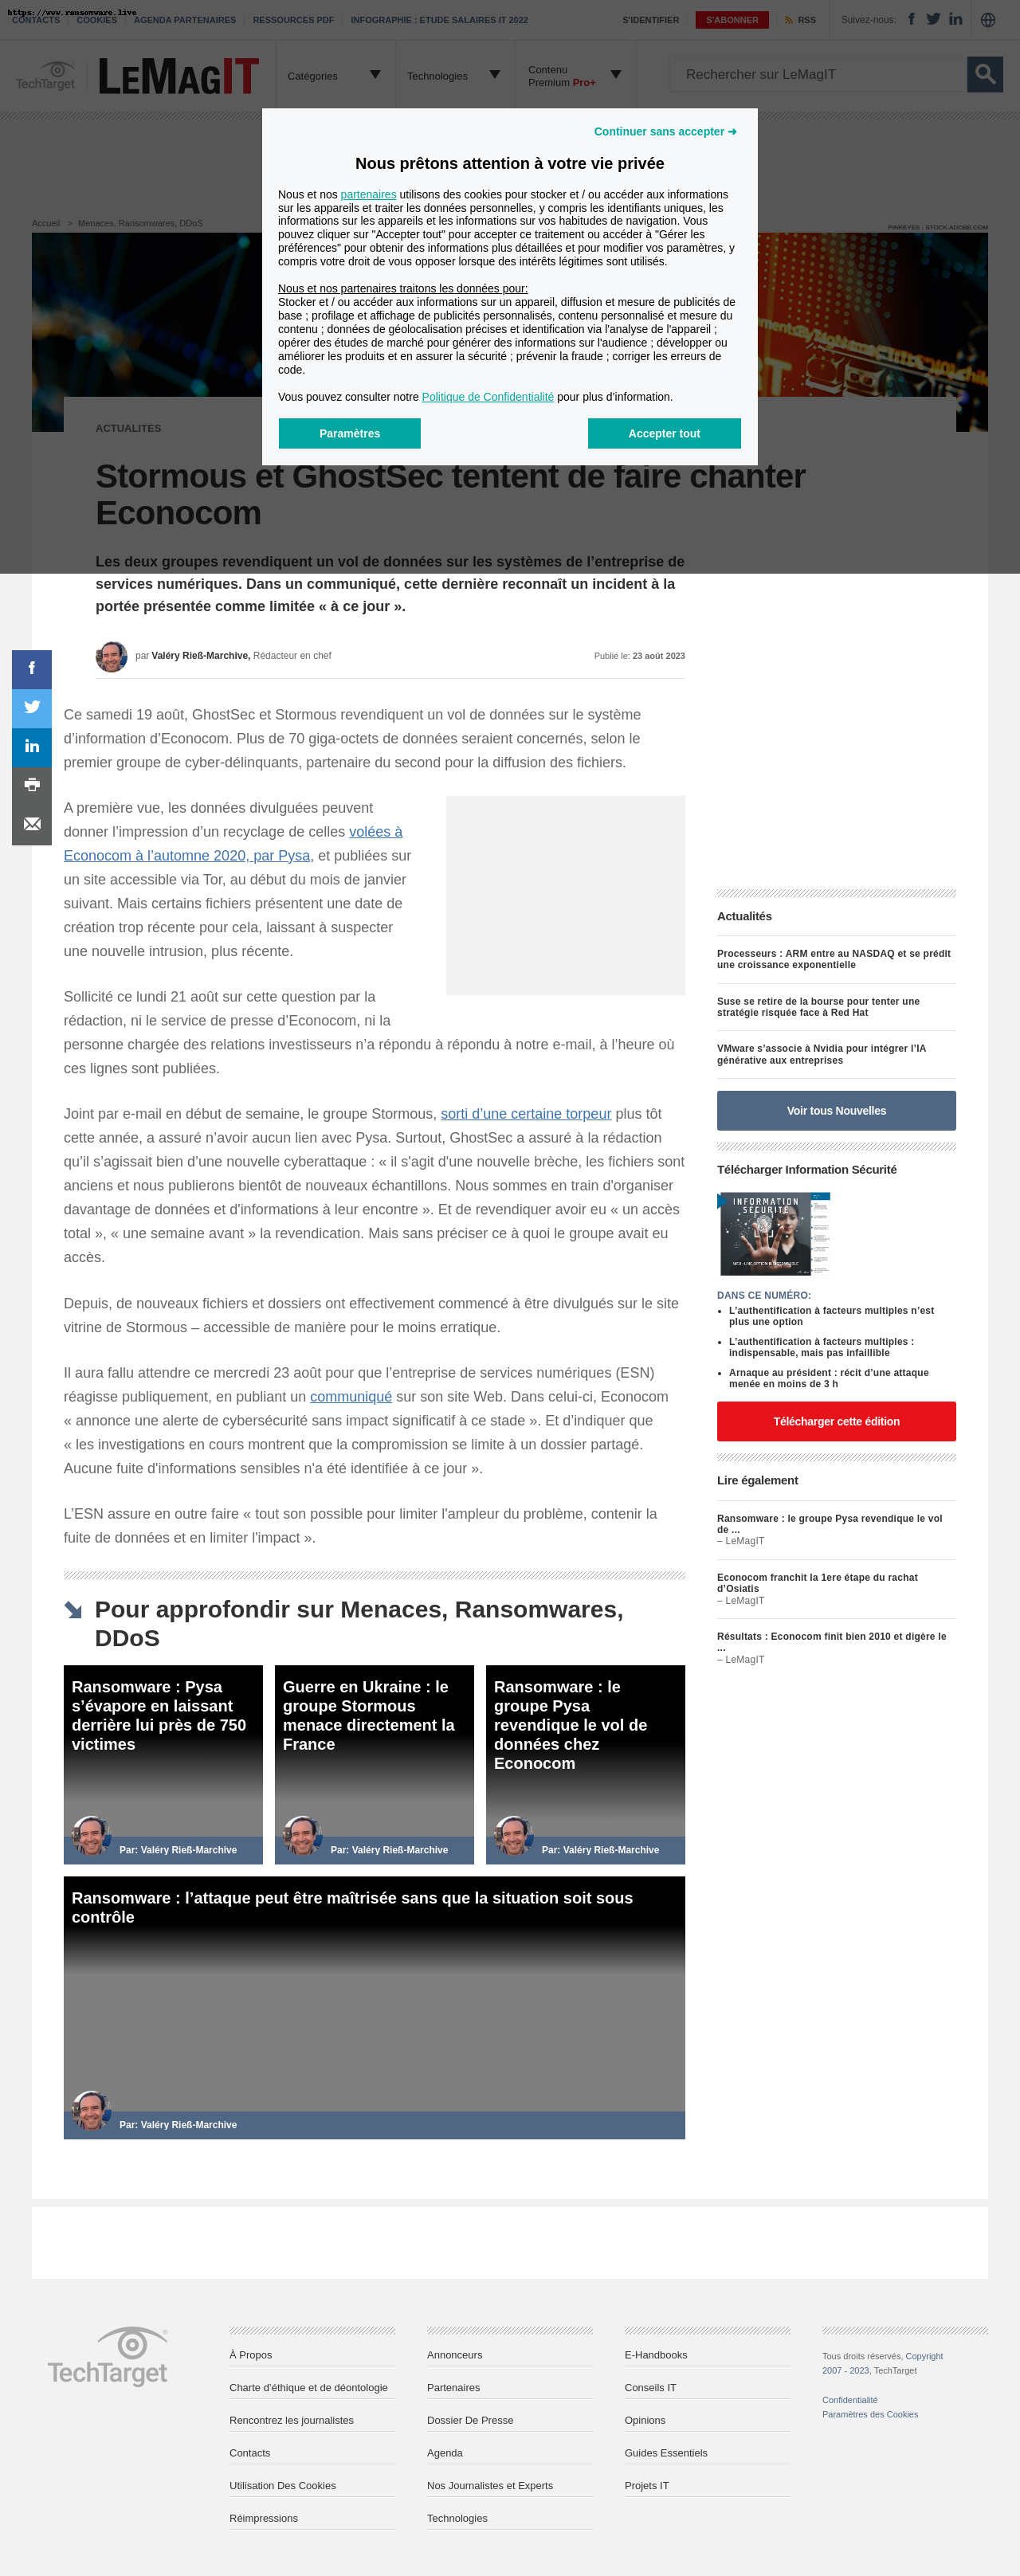 https://www.ransomware.live
CONTACTS COOKIES AGENDA PARTENAIRES RESSOURCES PDF INFOGRAPHIE : ETUDE SALAIRES IT 2022
S'IDENTIFIER S'ABONNER RSS Suivez-nous:
TechTarget LeMagIT
Catégories
Technologies
Contenu
Premium Pro+
Rechercher sur LeMagIT
Continuer sans accepter ➜
Nous prêtons attention à votre vie privée
Nous et nos partenaires utilisons des cookies pour stocker et / ou accéder aux informations
sur les appareils et traiter les données personnelles, y compris les identifiants uniques, les
informations sur les appareils et les informations sur vos habitudes de navigation. Vous
pouvez cliquer sur "Accepter tout" pour accepter ce traitement ou accéder à "Gérer les
préférences" pour obtenir des informations plus détaillées et pour modifier vos paramètres, y
compris votre droit de vous opposer lorsque des intérêts légitimes sont utilisés.
Nous et nos partenaires traitons les données pour:
Stocker et / ou accéder aux informations sur un appareil, diffusion et mesure de publicités de
base ; profilage et affichage de publicités personnalisés, contenu personnalisé et mesure du
contenu ; données de géolocalisation précises et identification via l'analyse de l'appareil ;
opérer des études de marché pour générer des informations sur l'audience ; développer ou
améliorer les produits et en assurer la sécurité ; prévenir la fraude ; corriger les erreurs de
code.
Vous pouvez consulter notre Politique de Confidentialité pour plus d'information.
Paramètres
Accepter tout
Accueil > Menaces, Ransomwares, DDoS
PINKEYES - STOCK.ADOBE.COM
ACTUALITES
Stormous et GhostSec tentent de faire chanter
Econocom
Les deux groupes revendiquent un vol de données sur les systèmes de l’entreprise de
services numériques. Dans un communiqué, cette dernière reconnaît un incident à la
portée présentée comme limitée « à ce jour ».
par Valéry Rieß-Marchive, Rédacteur en chef
Publié le: 23 août 2023
Ce samedi 19 août, GhostSec et Stormous revendiquent un vol de données sur le système
d’information d’Econocom. Plus de 70 giga-octets de données seraient concernés, selon le
premier groupe de cyber-délinquants, partenaire du second pour la diffusion des fichiers.
A première vue, les données divulguées peuvent
donner l’impression d’un recyclage de celles volées à
Econocom à l’automne 2020, par Pysa, et publiées sur
un site accessible via Tor, au début du mois de janvier
suivant. Mais certains fichiers présentent une date de
création trop récente pour cela, laissant à suspecter
une nouvelle intrusion, plus récente.
Sollicité ce lundi 21 août sur cette question par la
rédaction, ni le service de presse d’Econocom, ni la
personne chargée des relations investisseurs n’a répondu à répondu à notre e-mail, à l’heure où
ces lignes sont publiées.
Joint par e-mail en début de semaine, le groupe Stormous, sorti d’une certaine torpeur plus tôt
cette année, a assuré n’avoir aucun lien avec Pysa. Surtout, GhostSec a assuré à la rédaction
qu’il s’agissait bien d’une nouvelle cyberattaque : « il s'agit d'une nouvelle brèche, les fichiers sont
anciens et nous publierons bientôt de nouveaux échantillons. Nous sommes en train d'organiser
davantage de données et d'informations à leur encontre ». Et de revendiquer avoir eu « un accès
total », « une semaine avant » la revendication. Mais sans préciser ce à quoi le groupe avait eu
accès.
Depuis, de nouveaux fichiers et dossiers ont effectivement commencé à être divulgués sur le site
vitrine de Stormous – accessible de manière pour le moins erratique.
Il aura fallu attendre ce mercredi 23 août pour que l’entreprise de services numériques (ESN)
réagisse publiquement, en publiant un communiqué sur son site Web. Dans celui-ci, Econocom
« annonce une alerte de cybersécurité sans impact significatif à ce stade ». Et d’indiquer que
« les investigations en cours montrent que la compromission se limite à un dossier partagé.
Aucune fuite d'informations sensibles n'a été identifiée à ce jour ».
L’ESN assure en outre faire « tout son possible pour limiter l'ampleur du problème, contenir la
fuite de données et en limiter l'impact ».
Actualités
Processeurs : ARM entre au NASDAQ et se prédit
une croissance exponentielle
Suse se retire de la bourse pour tenter une
stratégie risquée face à Red Hat
VMware s’associe à Nvidia pour intégrer l’IA
générative aux entreprises
Voir tous Nouvelles
Télécharger Information Sécurité
INFORMATION
SÉCURITÉ
DANS CE NUMÉRO:
• L’authentification à facteurs multiples n’est
plus une option
• L’authentification à facteurs multiples :
indispensable, mais pas infaillible
• Arnaque au président : récit d’une attaque
menée en moins de 3 h
Télécharger cette édition
Lire également
Ransomware : le groupe Pysa revendique le vol
de ...
– LeMagIT
Econocom franchit la 1ere étape du rachat
d’Osiatis
– LeMagIT
Résultats : Econocom finit bien 2010 et digère le
...
– LeMagIT
Pour approfondir sur Menaces, Ransomwares,
DDoS
Ransomware : Pysa
s’évapore en laissant
derrière lui près de 750
victimes
Par: Valéry Rieß-Marchive
Guerre en Ukraine : le
groupe Stormous
menace directement la
France
Par: Valéry Rieß-Marchive
Ransomware : le
groupe Pysa
revendique le vol de
données chez
Econocom
Par: Valéry Rieß-Marchive
Ransomware : l’attaque peut être maîtrisée sans que la situation soit sous
contrôle
Par: Valéry Rieß-Marchive
TechTarget
À Propos
Charte d’éthique et de déontologie
Rencontrez les journalistes
Contacts
Utilisation Des Cookies
Réimpressions
Annonceurs
Partenaires
Dossier De Presse
Agenda
Nos Journalistes et Experts
Technologies
E-Handbooks
Conseils IT
Opinions
Guides Essentiels
Projets IT
Tous droits réservés, Copyright
2007 - 2023, TechTarget
Confidentialité
Paramètres des Cookies